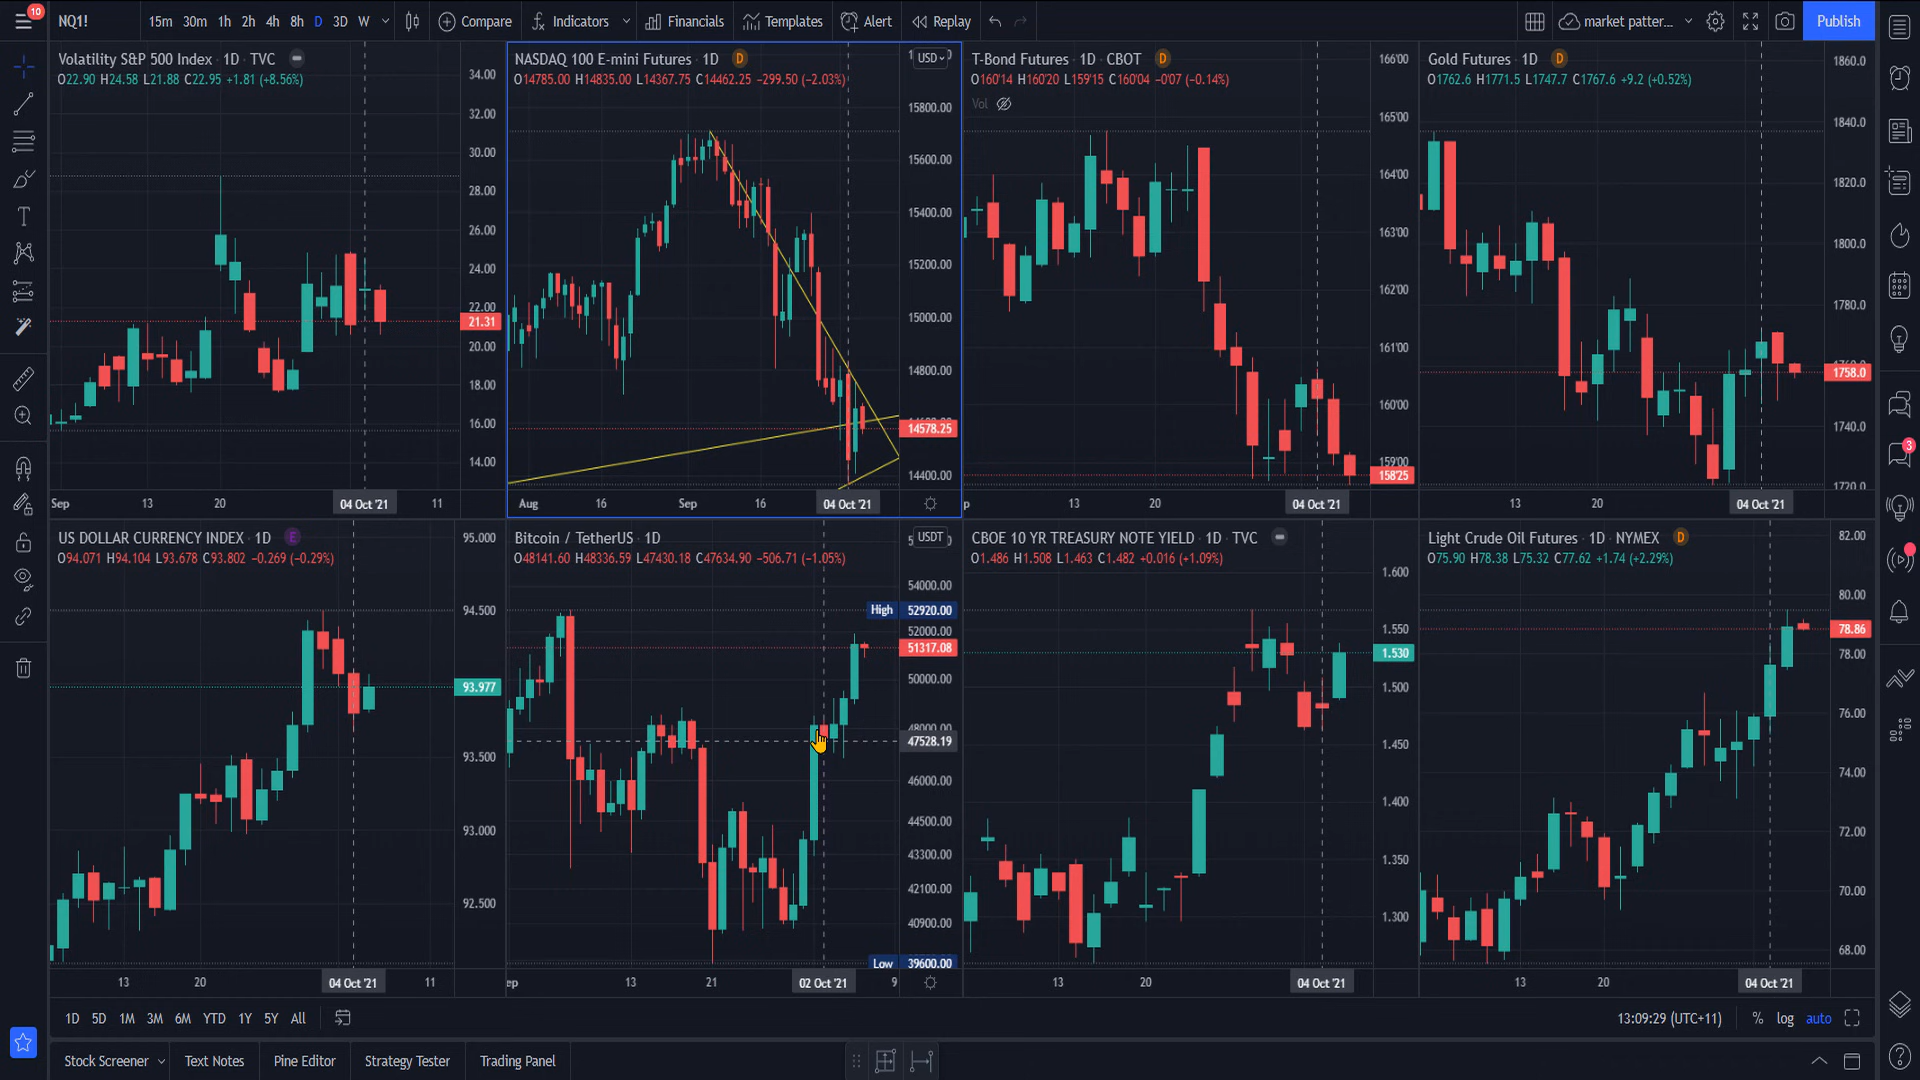 10 NQ1! 15m 30m 1h 2h 4h 8h D 3D W Compare Indicators Financials Templates Alert Replay market patter... Publish
Volatility S&P 500 Index · 1D · TVC
O22.90 H24.58 L21.88 C22.95 +1.81 (+8.56%)
34.00
32.00
30.00
28.00
26.00
24.00
22.00
21.31
20.00
18.00
16.00
14.00
Sep 13 20 04 Oct '21 11
NASDAQ 100 E-mini Futures · 1D D
O14785.00 H14835.00 L14367.75 C14462.25 −299.50 (−2.03%)
USD
15800.00
15600.00
15400.00
15200.00
15000.00
14800.00
14578.25
14400.00
Aug 16 Sep 16 04 Oct '21
T-Bond Futures · 1D · CBOT D
O160'14 H160'20 L159'15 C160'04 −0'07 (−0.14%)
Vol
166'00
165'00
164'00
163'00
162'00
161'00
160'00
159'00
158'25
13 20 04 Oct '21
Gold Futures · 1D D
O1762.6 H1771.5 L1747.7 C1767.6 +9.2 (+0.52%)
1860.0
1840.0
1820.0
1800.0
1780.0
1758.0
1740.0
1720.0
13 20 04 Oct '21
US DOLLAR CURRENCY INDEX · 1D E
O94.071 H94.104 L93.678 C93.802 −0.269 (−0.29%)
95.000
94.500
93.977
93.500
93.000
92.500
13 20 04 Oct '21 11
Bitcoin / TetherUS · 1D
O48141.60 H48336.59 L47430.18 C47634.90 −506.71 (−1.05%)
USDT
54000.00
High 52920.00
52000.00
51317.08
50000.00
48000.00
47528.19
46000.00
44500.00
43300.00
42100.00
40900.00
Low 39600.00
ep 13 21 02 Oct '21 9
CBOE 10 YR TREASURY NOTE YIELD · 1D · TVC
O1.486 H1.508 L1.463 C1.482 +0.016 (+1.09%)
1.600
1.550
1.530
1.500
1.450
1.400
1.350
1.300
13 20 04 Oct '21
Light Crude Oil Futures · 1D · NYMEX D
O75.90 H78.38 L75.32 C77.62 +1.74 (+2.29%)
82.00
80.00
78.86
78.00
76.00
74.00
72.00
70.00
68.00
13 20 04 Oct '21
3
1D 5D 1M 3M 6M YTD 1Y 5Y All 13:09:29 (UTC+11) % log auto
Stock Screener Text Notes Pine Editor Strategy Tester Trading Panel